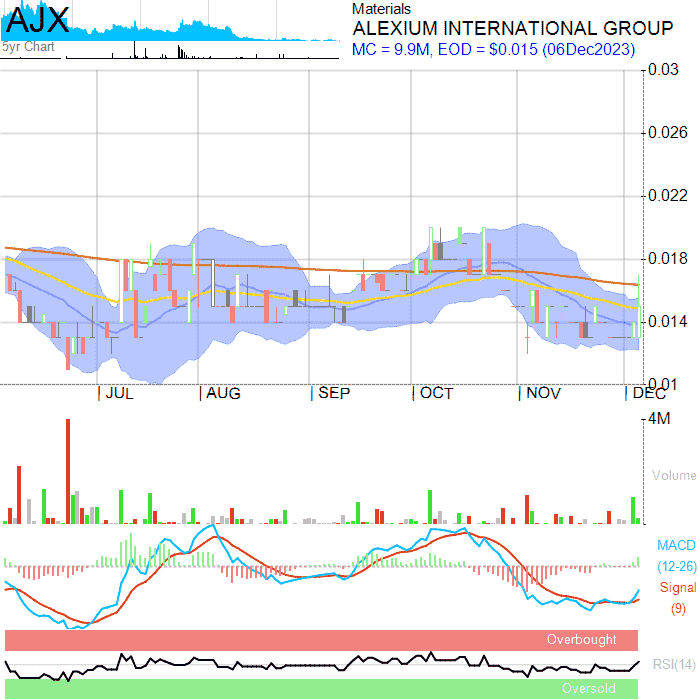 AJX
5yr Chart
Materials
ALEXIUM INTERNATIONAL GROUP
MC = 9.9M, EOD = $0.015 (06Dec2023)
0.03
0.026
0.022
0.018
0.014
0.01
JUL AUG SEP OCT NOV DEC
4M
Volume
MACD
(12-26)
Signal
(9)
Overbought
RSI(14)
Oversold